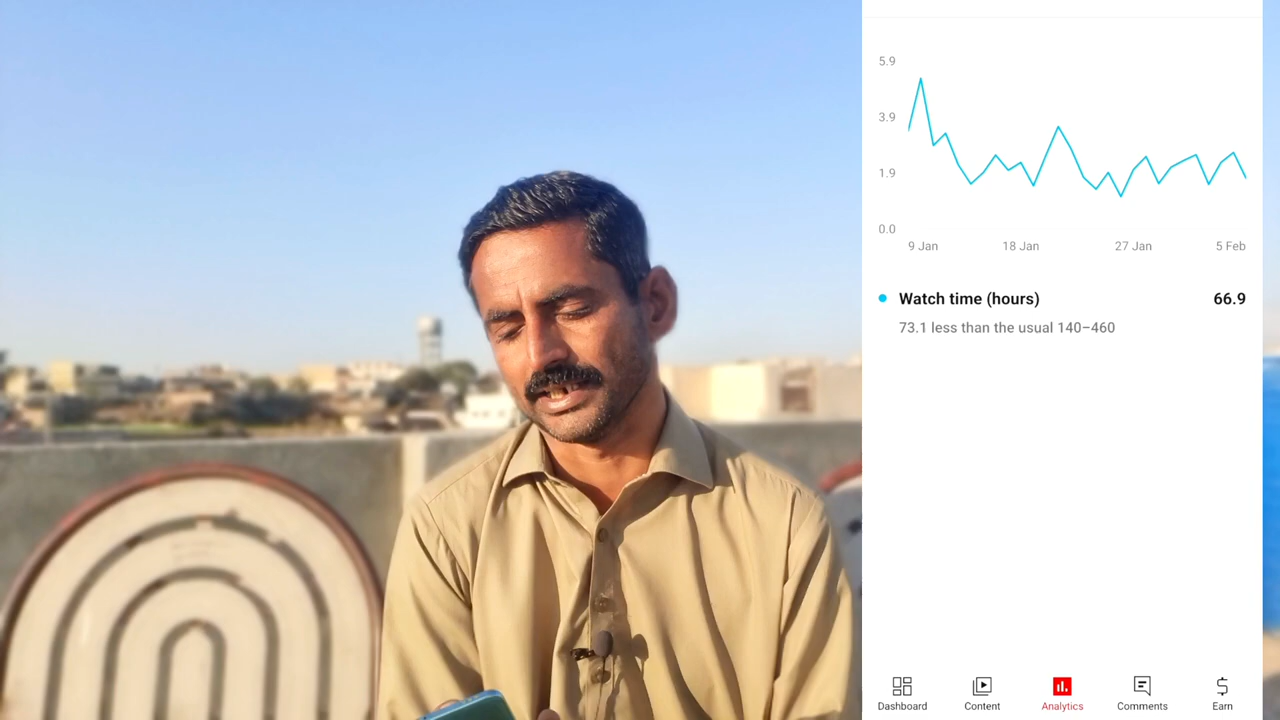 5.9
3.9
1.9
0.0
9 Jan 18 Jan 27 Jan 5 Feb
Watch time (hours) 66.9
73.1 less than the usual 140–460
Dashboard Content Analytics Comments Earn